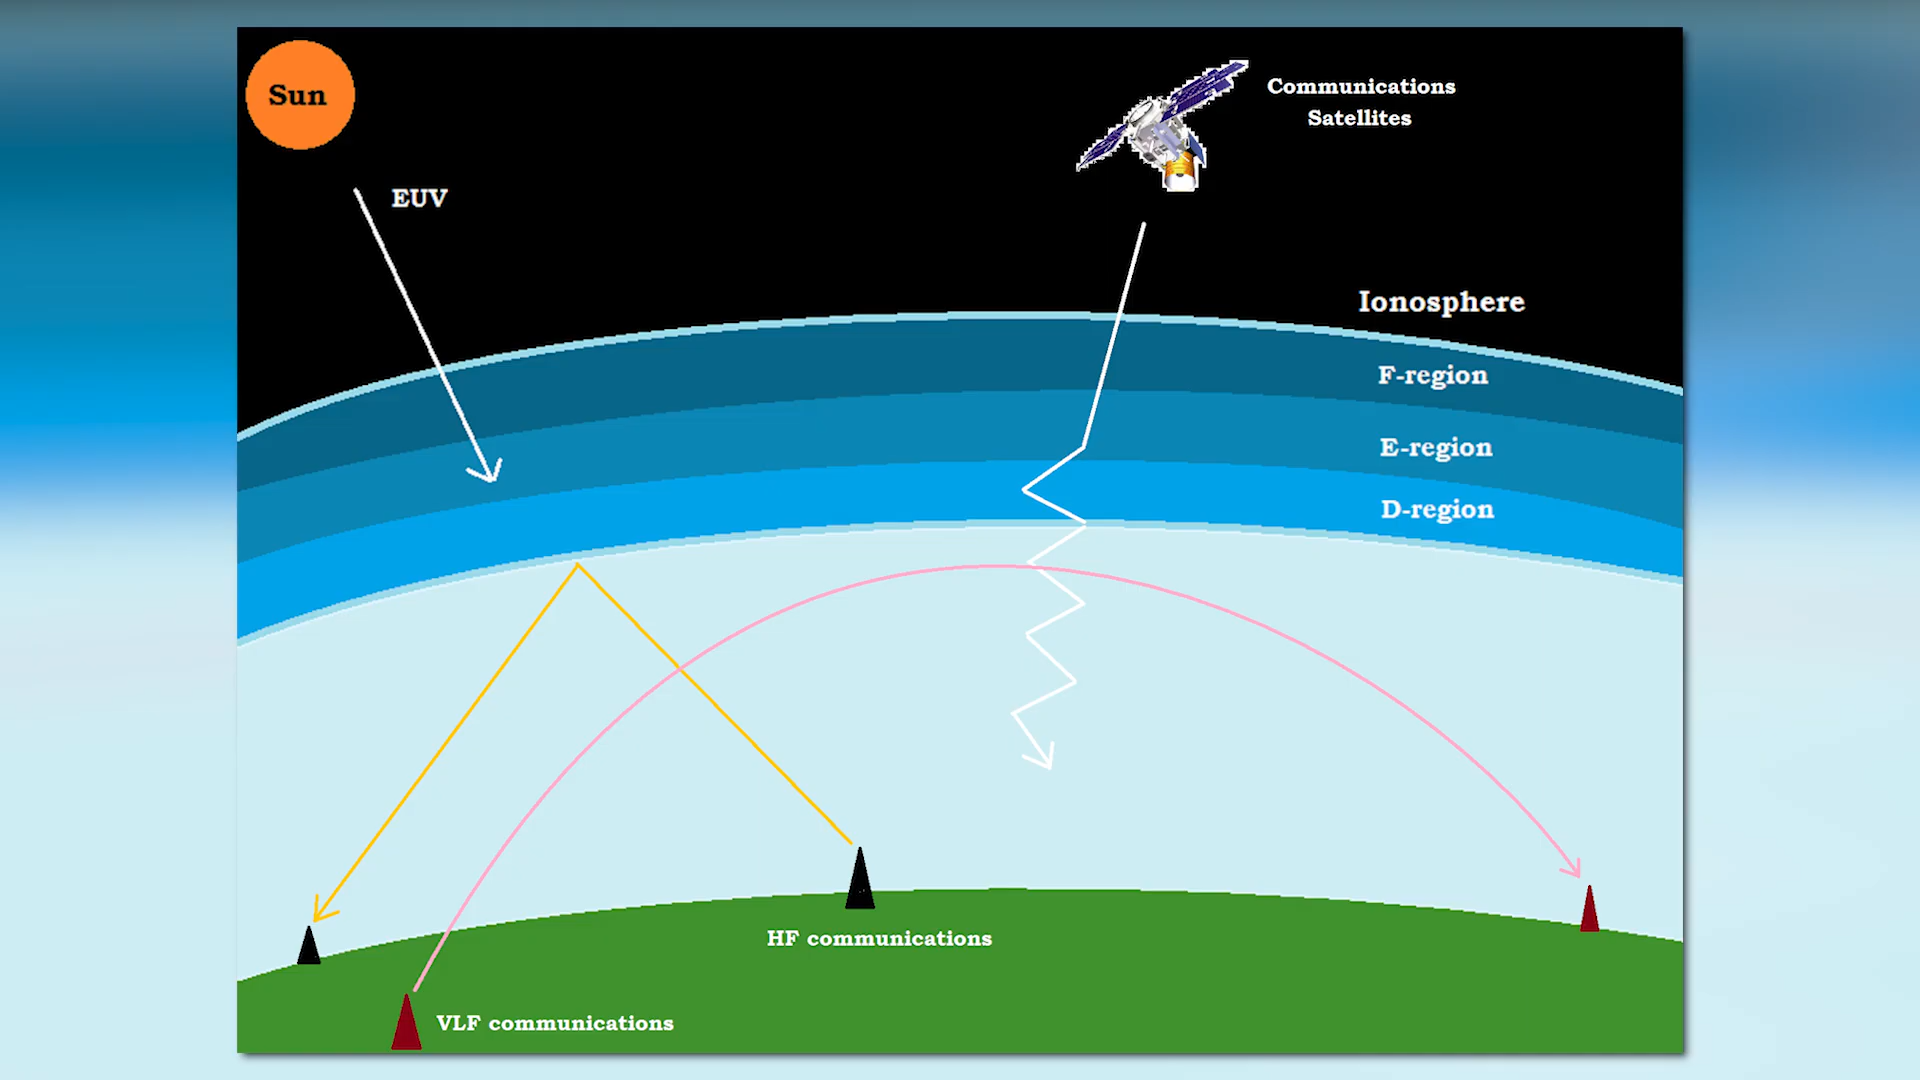 Sun
Communications
Satellites
EUV
Ionosphere
F-region
E-region
D-region
HF communications
VLF communications